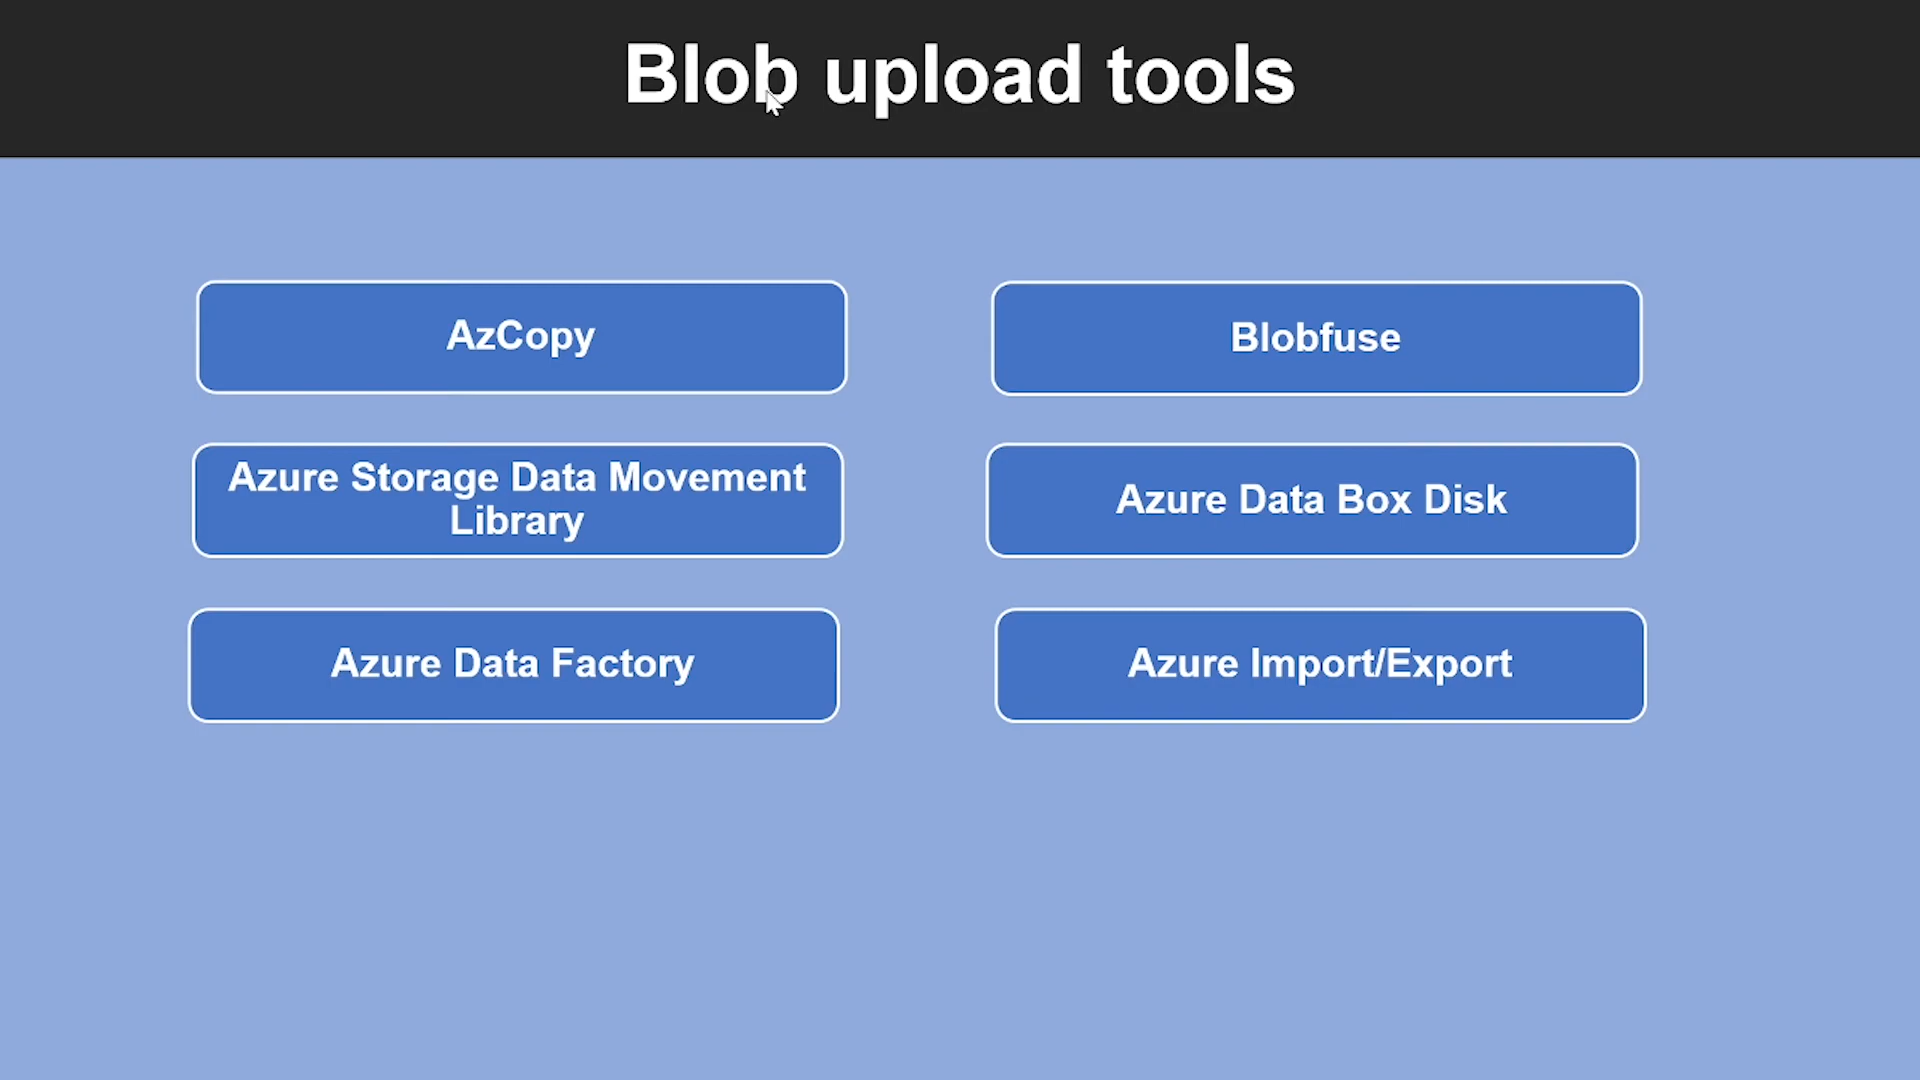 Blob upload tools
AzCopy
Blobfuse
Azure Storage Data Movement
Library
Azure Data Box Disk
Azure Data Factory
Azure Import/Export